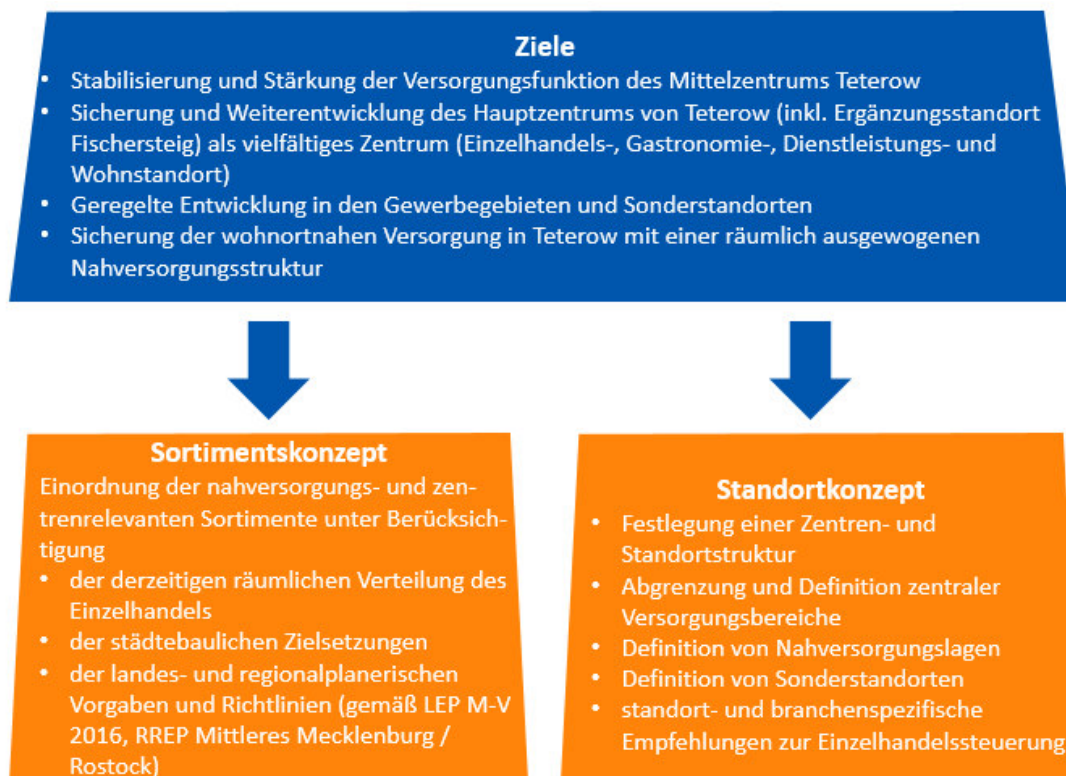 Ziele
• Stabilisierung und Stärkung der Versorgungsfunktion des Mittelzentrums Teterow
• Sicherung und Weiterentwicklung des Hauptzentrums von Teterow (inkl. Ergänzungsstandort
Fischersteig) als vielfältiges Zentrum (Einzelhandels-, Gastronomie-, Dienstleistungs- und
Wohnstandort)
• Geregelte Entwicklung in den Gewerbegebieten und Sonderstandorten
• Sicherung der wohnortnahen Versorgung in Teterow mit einer räumlich ausgewogenen
Nahversorgungsstruktur
Sortimentskonzept
Einordnung der nahversorgungs- und zen-
trenrelevanten Sortimente unter Berücksich-
tigung
• der derzeitigen räumlichen Verteilung des
Einzelhandels
• der städtebaulichen Zielsetzungen
• der landes- und regionalplanerischen
Vorgaben und Richtlinien (gemäß LEP M-V
2016, RREP Mittleres Mecklenburg /
Rostock)
Standortkonzept
• Festlegung einer Zentren- und
Standortstruktur
• Abgrenzung und Definition zentraler
Versorgungsbereiche
• Definition von Nahversorgungslagen
• Definition von Sonderstandorten
• standort- und branchenspezifische
Empfehlungen zur Einzelhandelssteuerung